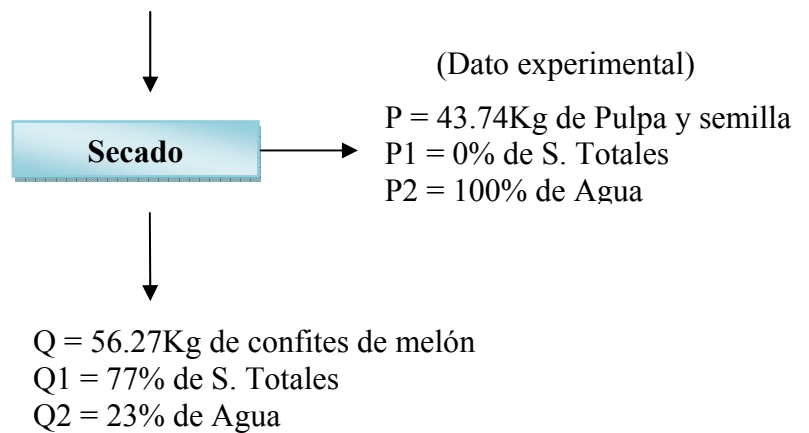 (Dato experimental)
P = 43.74Kg de Pulpa y semilla
Secado
P1 = 0% de S. Totales
P2 = 100% de Agua
Q = 56.27Kg de confites de melón
Q1 = 77% de S. Totales
Q2 = 23% de Agua